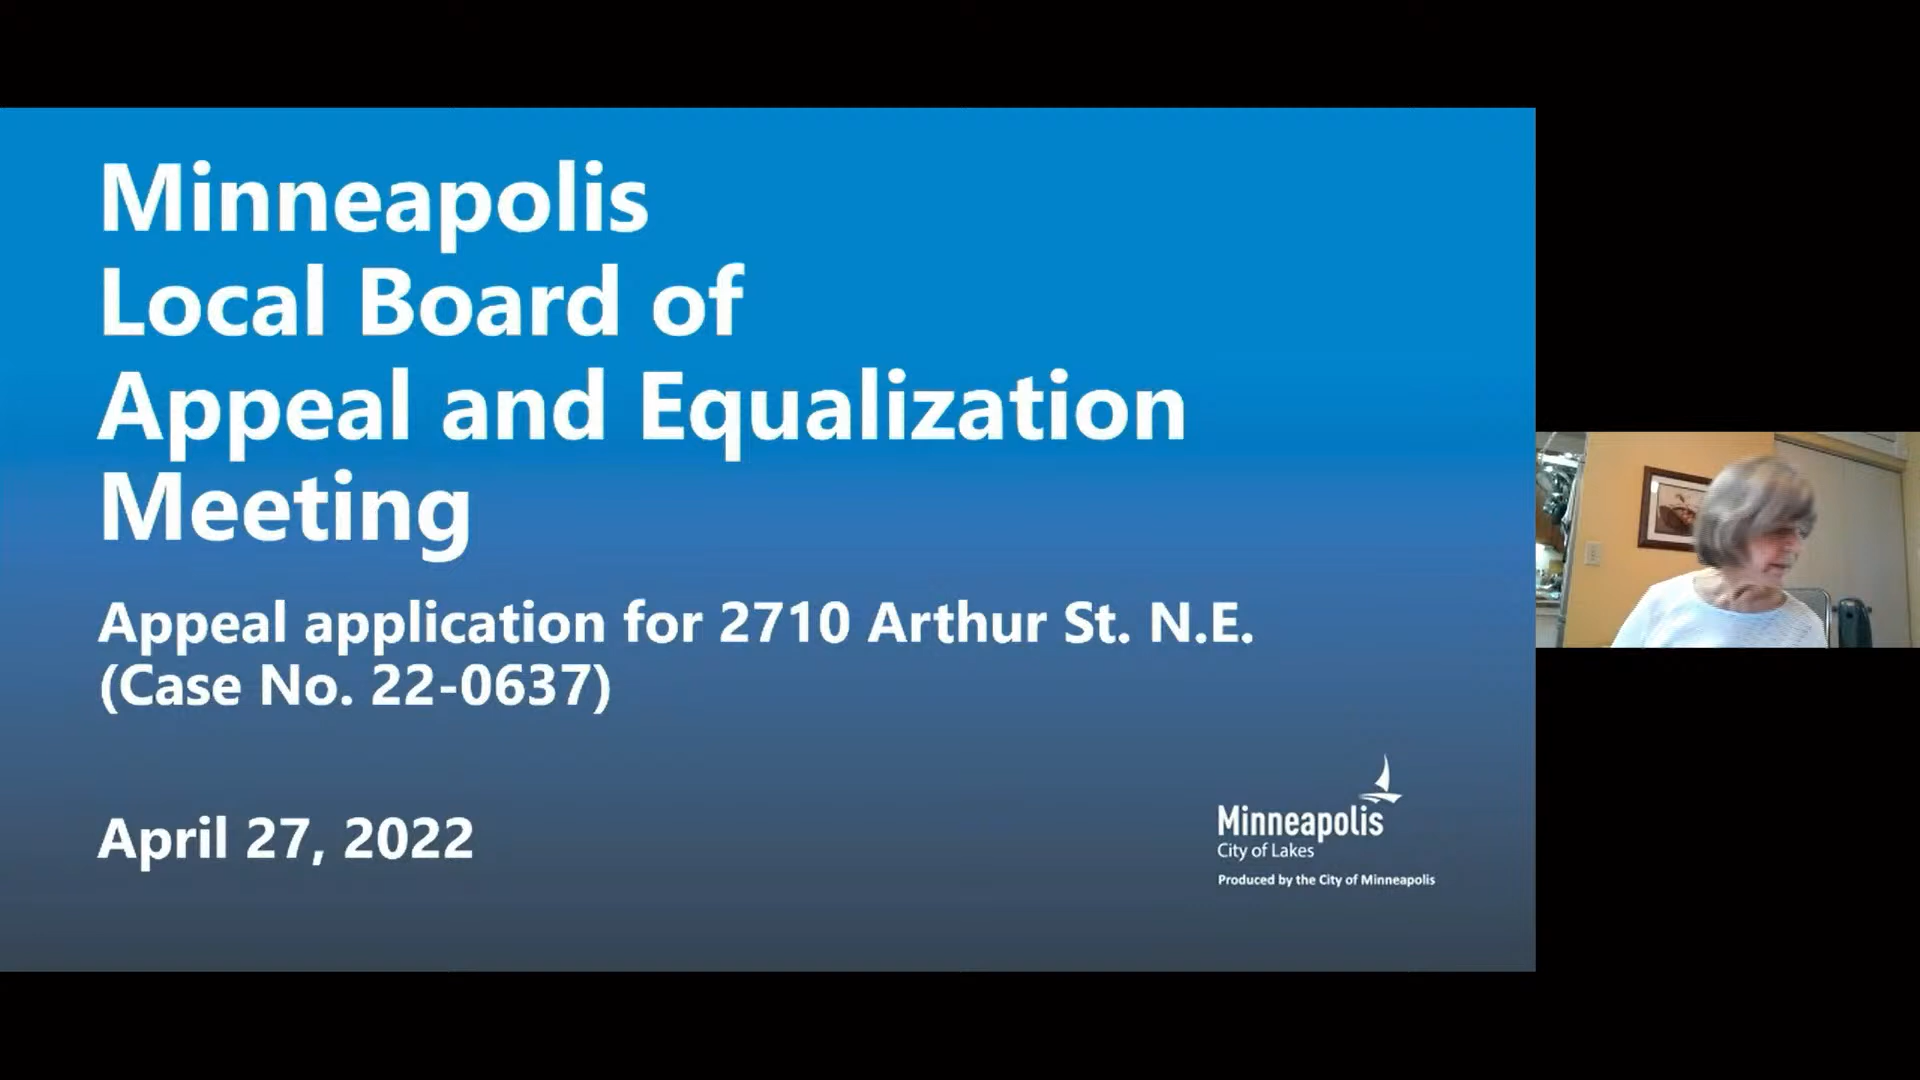 Minneapolis
Local Board of
Appeal and Equalization
Meeting
Appeal application for 2710 Arthur St. N.E.
(Case No. 22-0637)
April 27, 2022
Minneapolis
City of Lakes
Produced by the City of Minneapolis